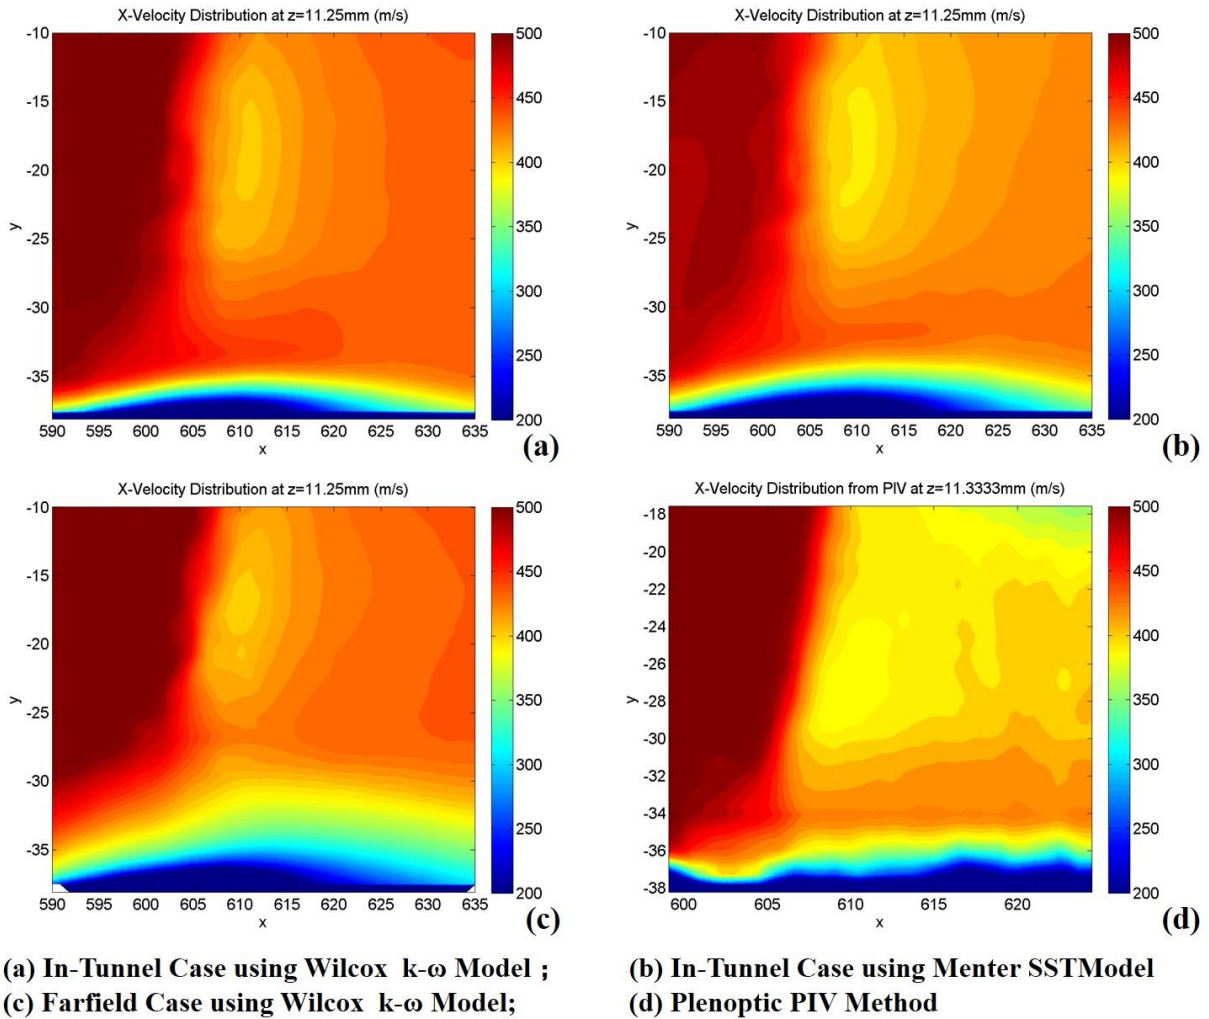 X-Velocity Distribution at z=11.25mm (m/s)
-10
-15
-20
-25
-30
-35
y
590 595 600 605 610 615 620 625 630 635
x
500
450
400
350
300
250
200
(a)
X-Velocity Distribution at z=11.25mm (m/s)
-10
-15
-20
-25
-30
-35
y
590 595 600 605 610 615 620 625 630 635
x
500
450
400
350
300
250
200
(b)
X-Velocity Distribution at z=11.25mm (m/s)
-10
-15
-20
-25
-30
-35
y
590 595 600 605 610 615 620 625 630 635
x
500
450
400
350
300
250
200
(c)
X-Velocity Distribution from PIV at z=11.3333mm (m/s)
-18
-20
-22
-24
-26
-28
-30
-32
-34
-36
-38
y
600 605 610 615 620
x
500
450
400
350
300
250
200
(d)
(a) In-Tunnel Case using Wilcox k-ω Model ;
(b) In-Tunnel Case using Menter SSTModel
(c) Farfield Case using Wilcox k-ω Model;
(d) Plenoptic PIV Method